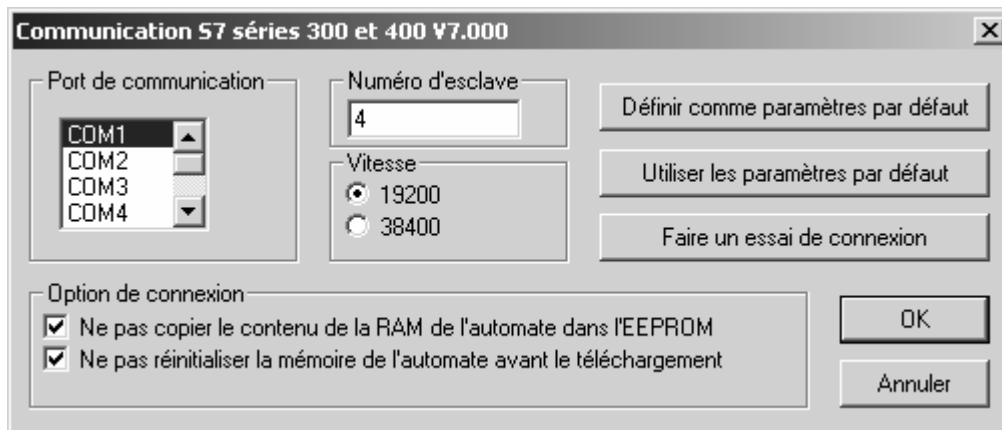 Communication S7 séries 300 et 400 V7.000
Port de communication
COM1
COM2
COM3
COM4
Numéro d'esclave
4
Vitesse
19200
38400
Définir comme paramètres par défaut
Utiliser les paramètres par défaut
Faire un essai de connexion
Option de connexion
Ne pas copier le contenu de la RAM de l'automate dans l'EEPROM
Ne pas réinitialiser la mémoire de l'automate avant le téléchargement
OK
Annuler